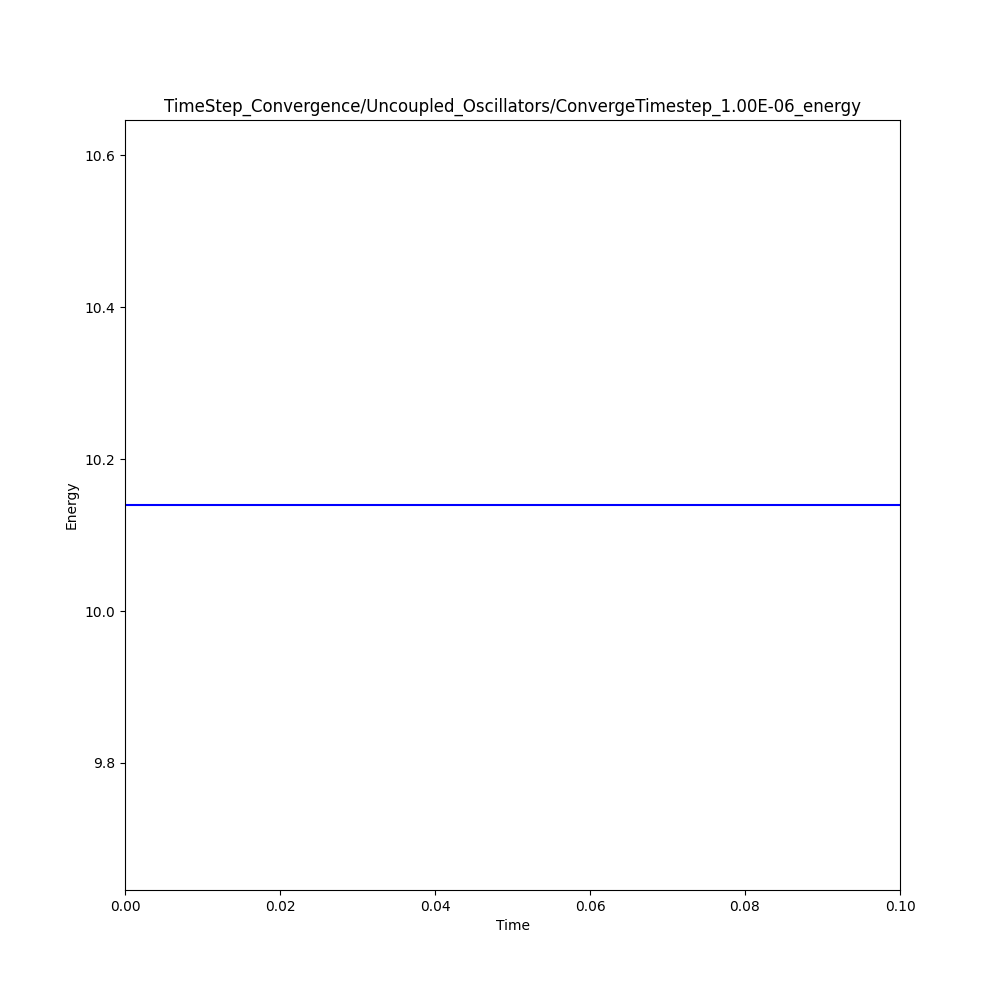 TimeStep_Convergence/Uncoupled_Oscillators/ConvergeTimestep_1.00E-06_energy
10.6
10.4
10.2
10.0
9.8
Energy
0.00 0.02 0.04 0.06 0.08 0.10
Time